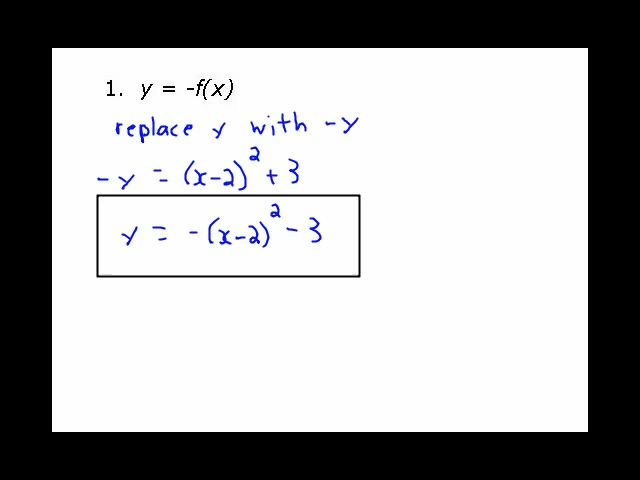 1. y = -f(x)
replace y with -y
-y = (x-2)² + 3
y = -(x-2)² - 3